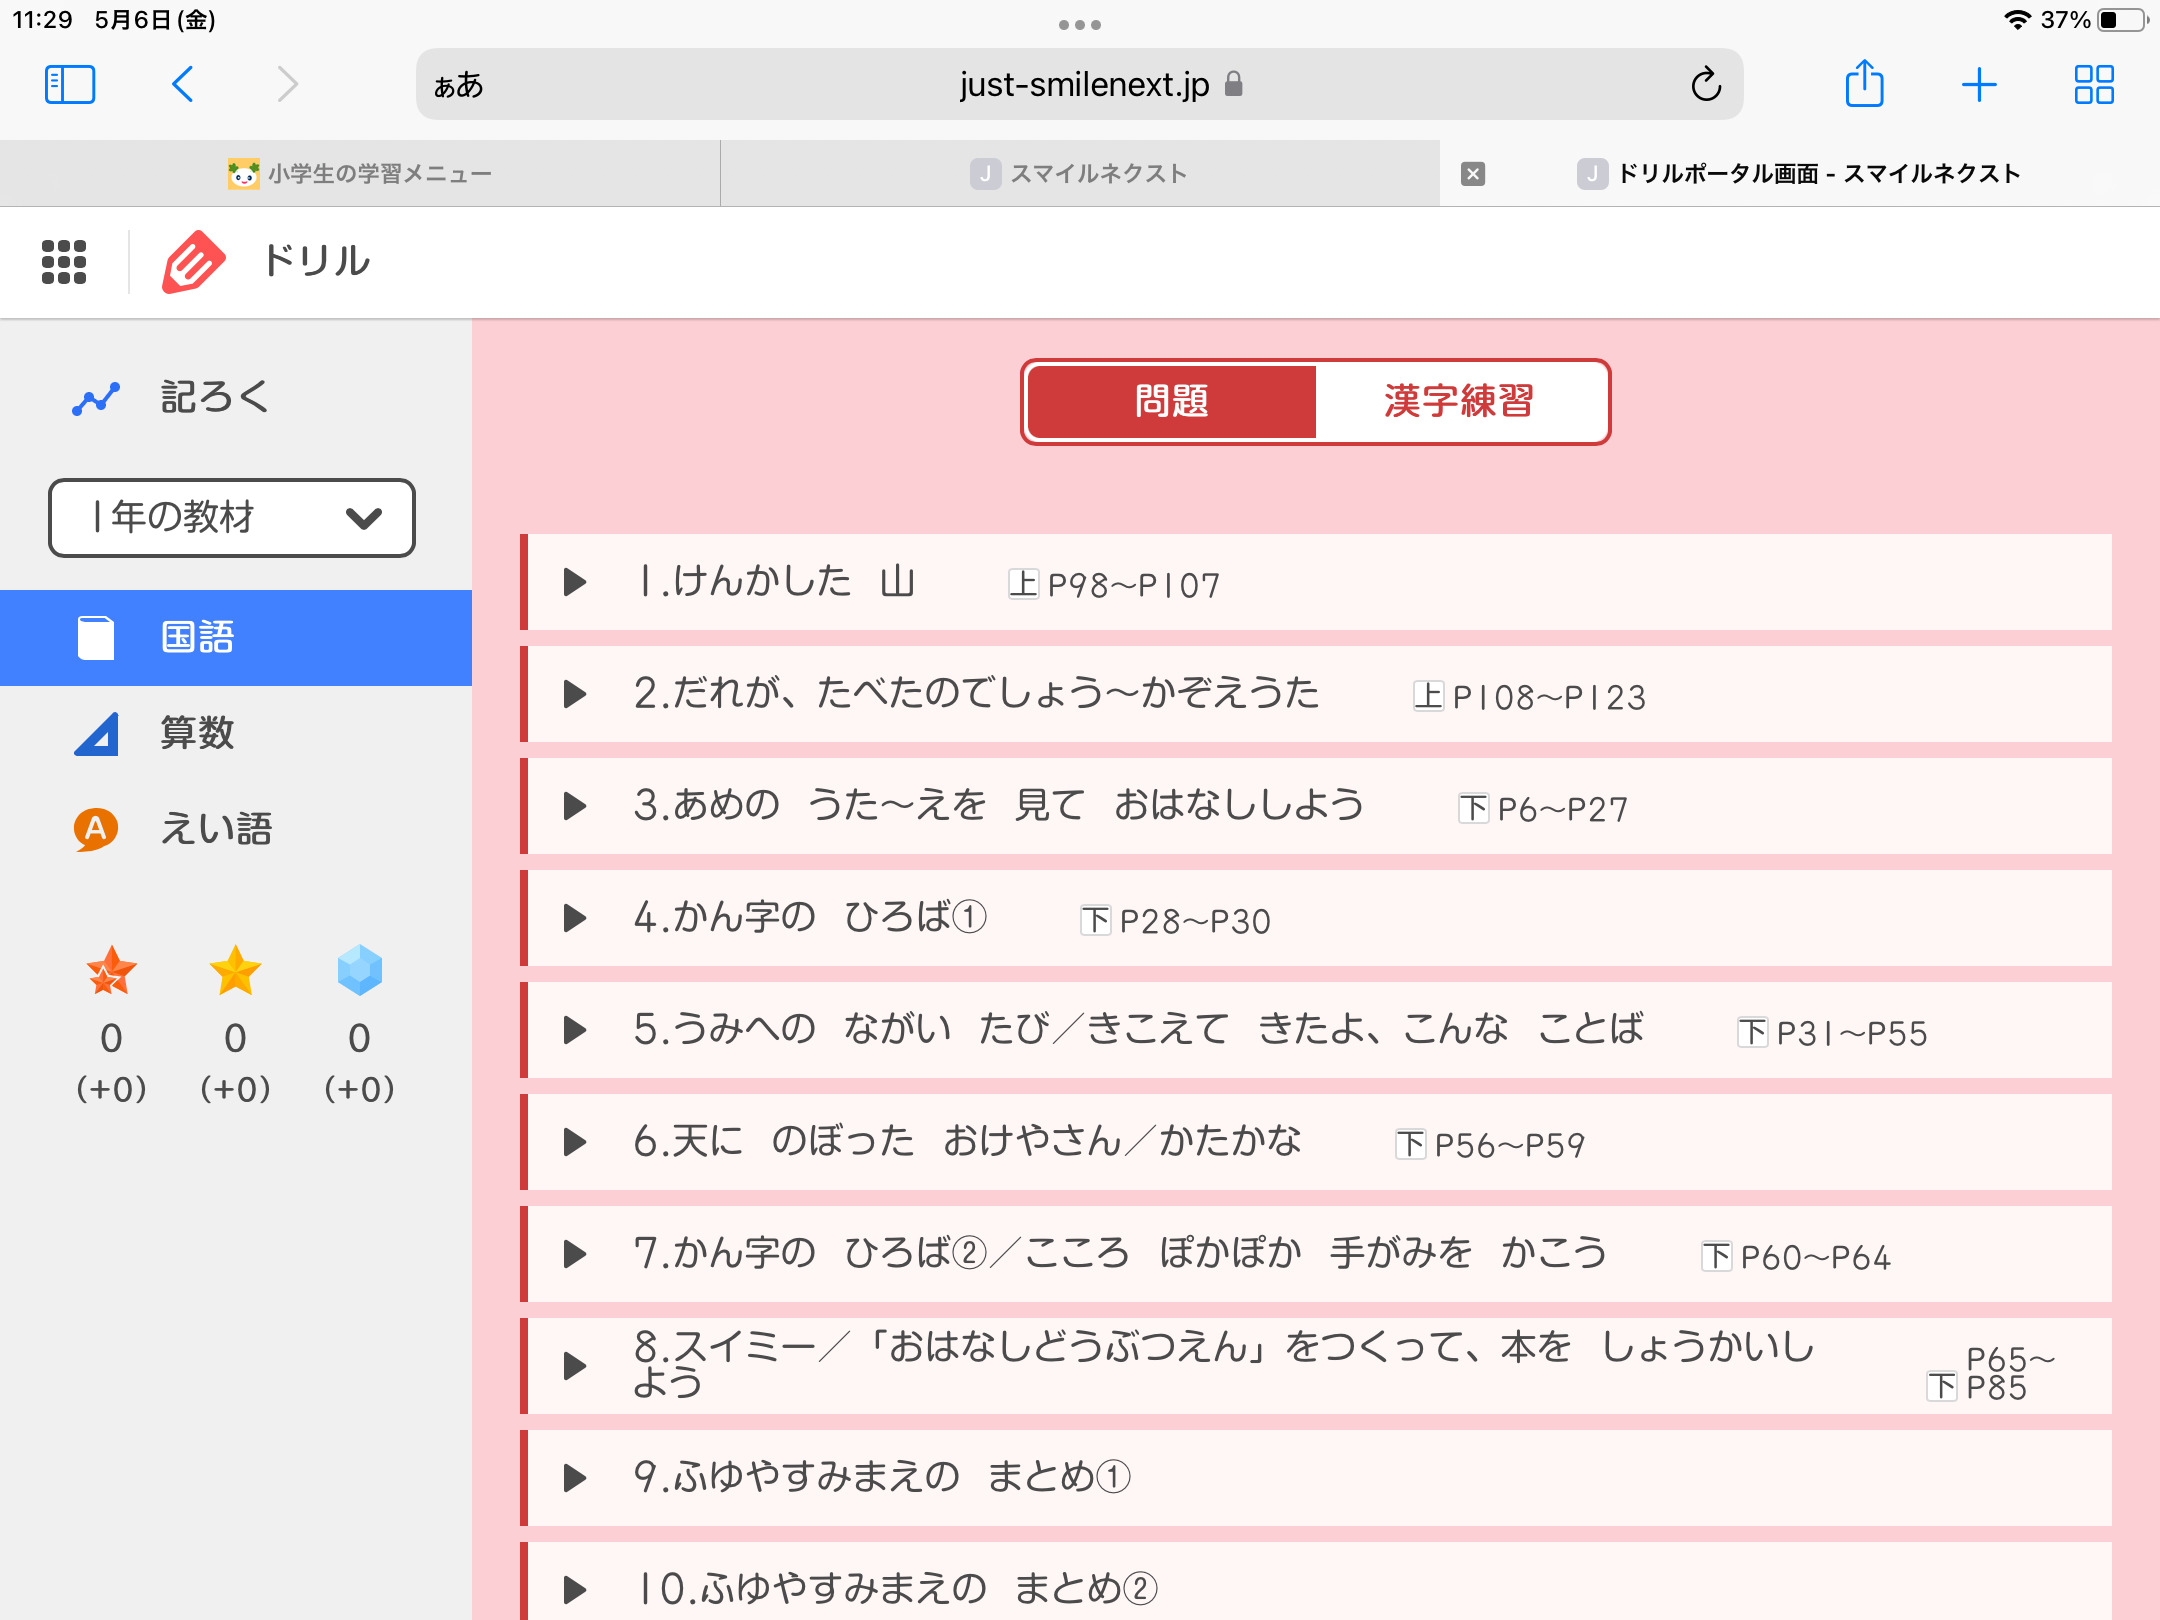 11:29 5月6日(金)
37%
ぁあ
just-smilenext.jp
小学生の学習メニュー
J スマイルネクスト
J ドリルポータル画面 - スマイルネクスト
ドリル
記ろく
1年の教材
国語
算数
A えい語
0 0 0
(+0) (+0) (+0)
問題 漢字練習
1.けんかした 山 上 P98〜P107
2.だれが、たべたのでしょう〜かぞえうた 上 P108〜P123
3.あめの うた〜えを 見て おはなししよう 下 P6〜P27
4.かん字の ひろば① 下 P28〜P30
5.うみへの ながい たび/きこえて きたよ、こんな ことば 下 P31〜P55
6.天に のぼった おけやさん/かたかな 下 P56〜P59
7.かん字の ひろば②/こころ ぽかぽか 手がみを かこう 下 P60〜P64
8.スイミー/「おはなしどうぶつえん」をつくって、本を しょうかいし
よう
下 P65〜
P85
9.ふゆやすみまえの まとめ①
10.ふゆやすみまえの まとめ②